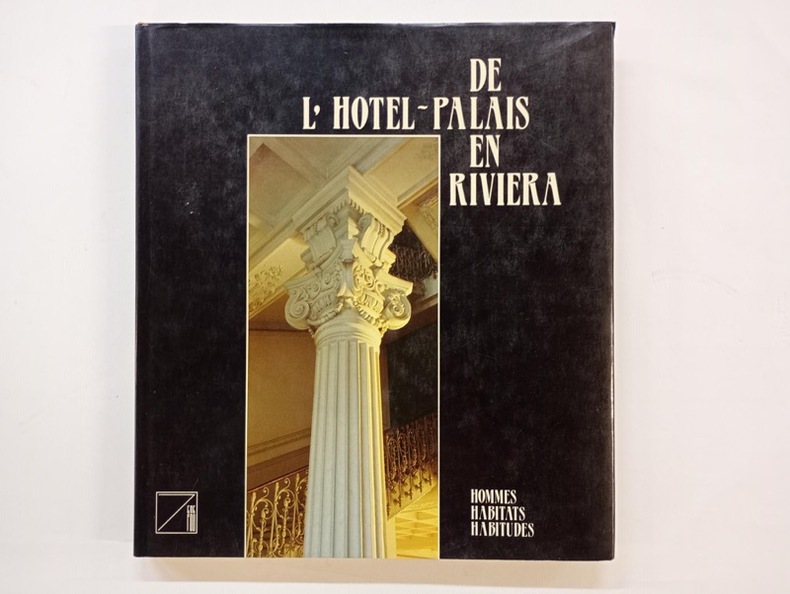 DE
L' HOTEL-PALAIS
EN
RIVIERA
HOMMES
HABITATS
HABITUDES